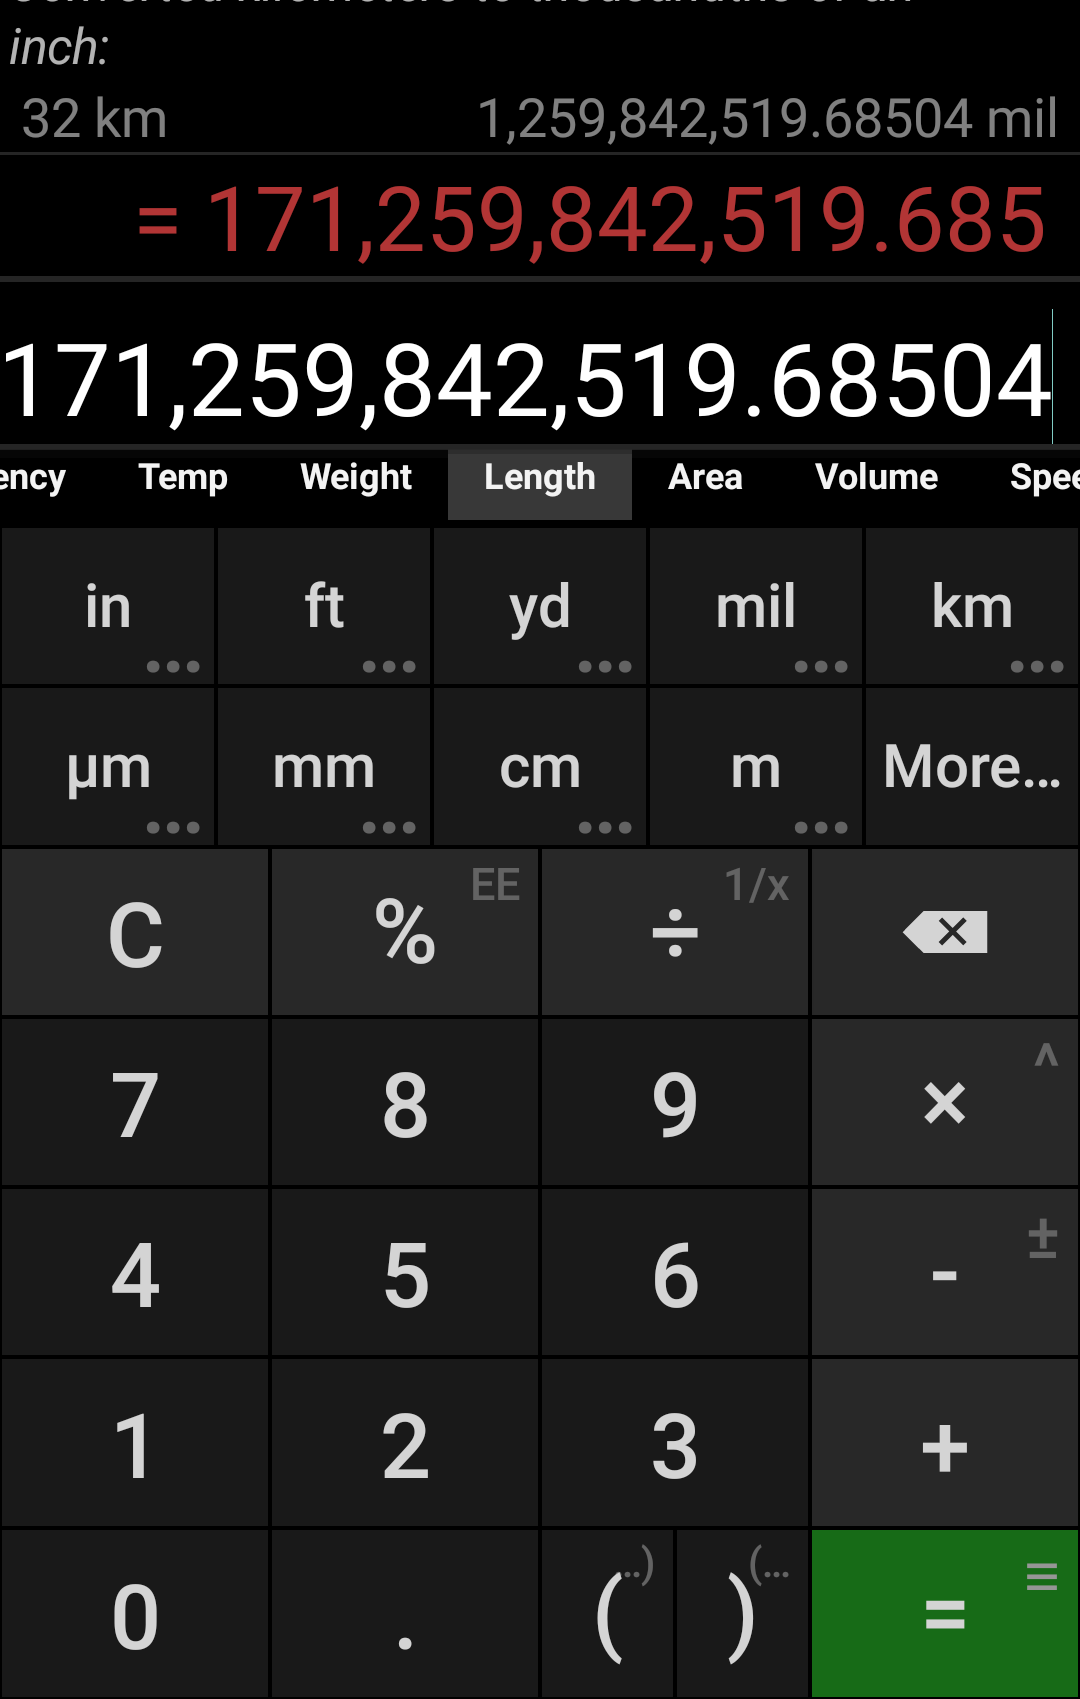 inch:
32 km 1,259,842,519.68504 mil
= 171,259,842,519.685
171,259,842,519.68504
ency Temp Weight Length Area Volume Spee
in ft yd mil km
µm mm cm m More...
C % EE ÷ 1/x
7 8 9 × ^
4 5 6 - ±
1 2 3 +
0 . ( ..) ) (... = ≡